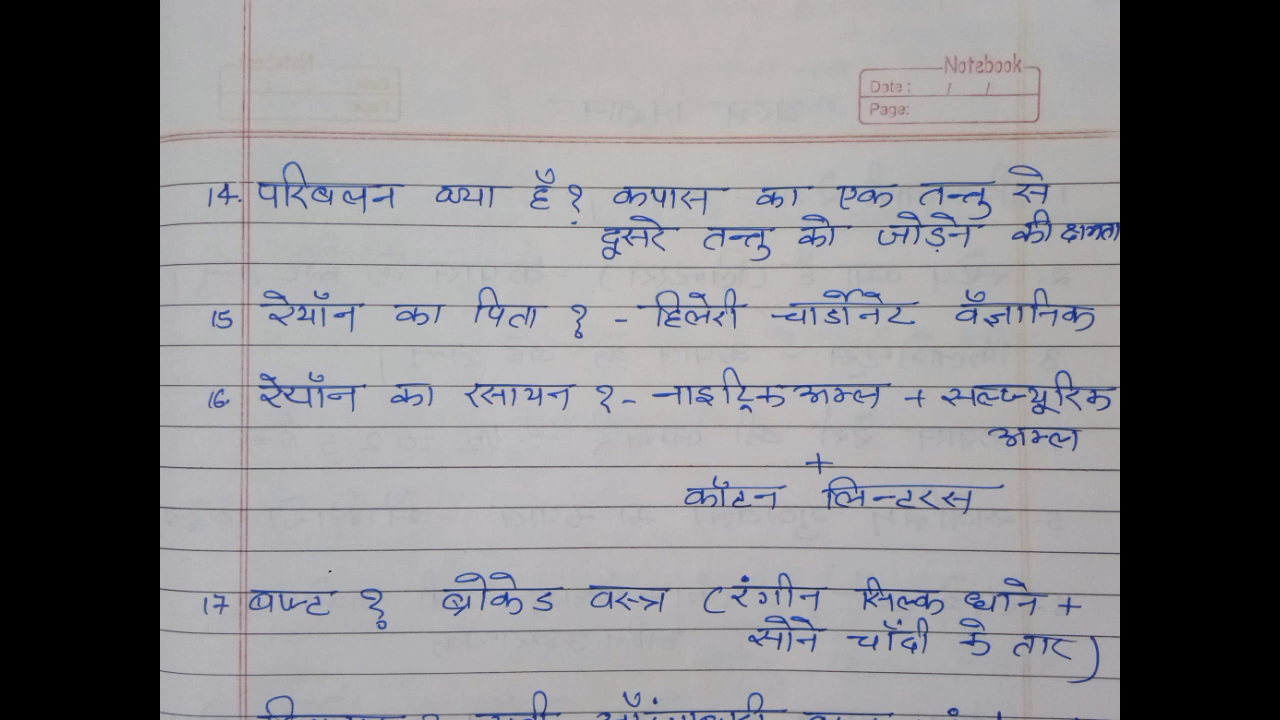 Notebook
Date: / /
Page:
14. परिबलन क्या हैं? कपास का एक तन्तु से
दूसरे तन्तु को जोड़ने की क्षमता
15 रेयॉन का पिता ? - हिलेरी चार्डोनेट वैज्ञानिक
16. रेयॉन का रसायन ? - नाइट्रिक अम्ल + सल्फ्यूरिक
अम्ल
+
कॉटन लिन्टरस
17 बफ्ट ? ब्रोकेड वस्त्र (रंगीन सिल्क धागे +
सोने चाँदी के तार)